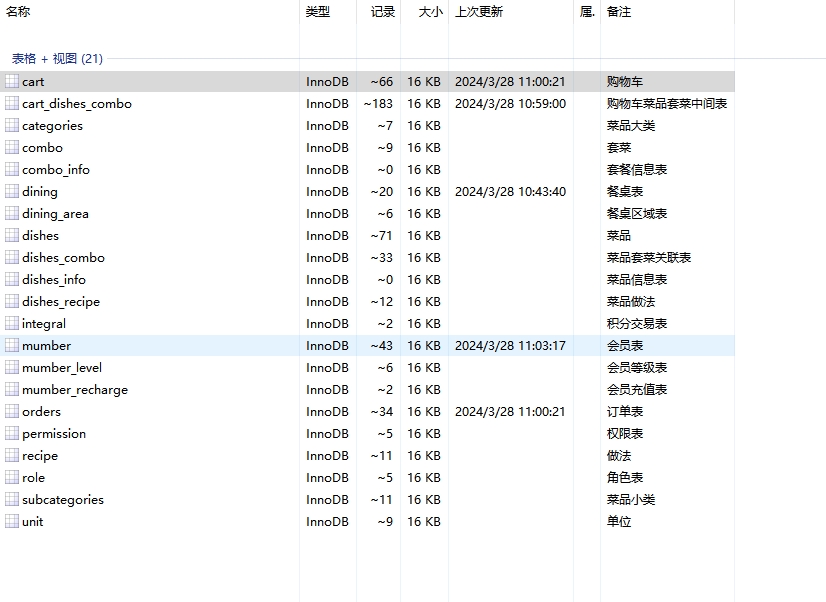 名称 类型 记录 大小 上次更新 属. 备注
表格 + 视图 (21)
cart InnoDB ~66 16 KB 2024/3/28 11:00:21 购物车
cart_dishes_combo InnoDB ~183 16 KB 2024/3/28 10:59:00 购物车菜品套菜中间表
categories InnoDB ~7 16 KB 菜品大类
combo InnoDB ~9 16 KB 套菜
combo_info InnoDB ~0 16 KB 套餐信息表
dining InnoDB ~20 16 KB 2024/3/28 10:43:40 餐桌表
dining_area InnoDB ~6 16 KB 餐桌区域表
dishes InnoDB ~71 16 KB 菜品
dishes_combo InnoDB ~33 16 KB 菜品套菜关联表
dishes_info InnoDB ~0 16 KB 菜品信息表
dishes_recipe InnoDB ~12 16 KB 菜品做法
integral InnoDB ~2 16 KB 积分交易表
mumber InnoDB ~43 16 KB 2024/3/28 11:03:17 会员表
mumber_level InnoDB ~6 16 KB 会员等级表
mumber_recharge InnoDB ~2 16 KB 会员充值表
orders InnoDB ~34 16 KB 2024/3/28 11:00:21 订单表
permission InnoDB ~5 16 KB 权限表
recipe InnoDB ~11 16 KB 做法
role InnoDB ~5 16 KB 角色表
subcategories InnoDB ~11 16 KB 菜品小类
unit InnoDB ~9 16 KB 单位